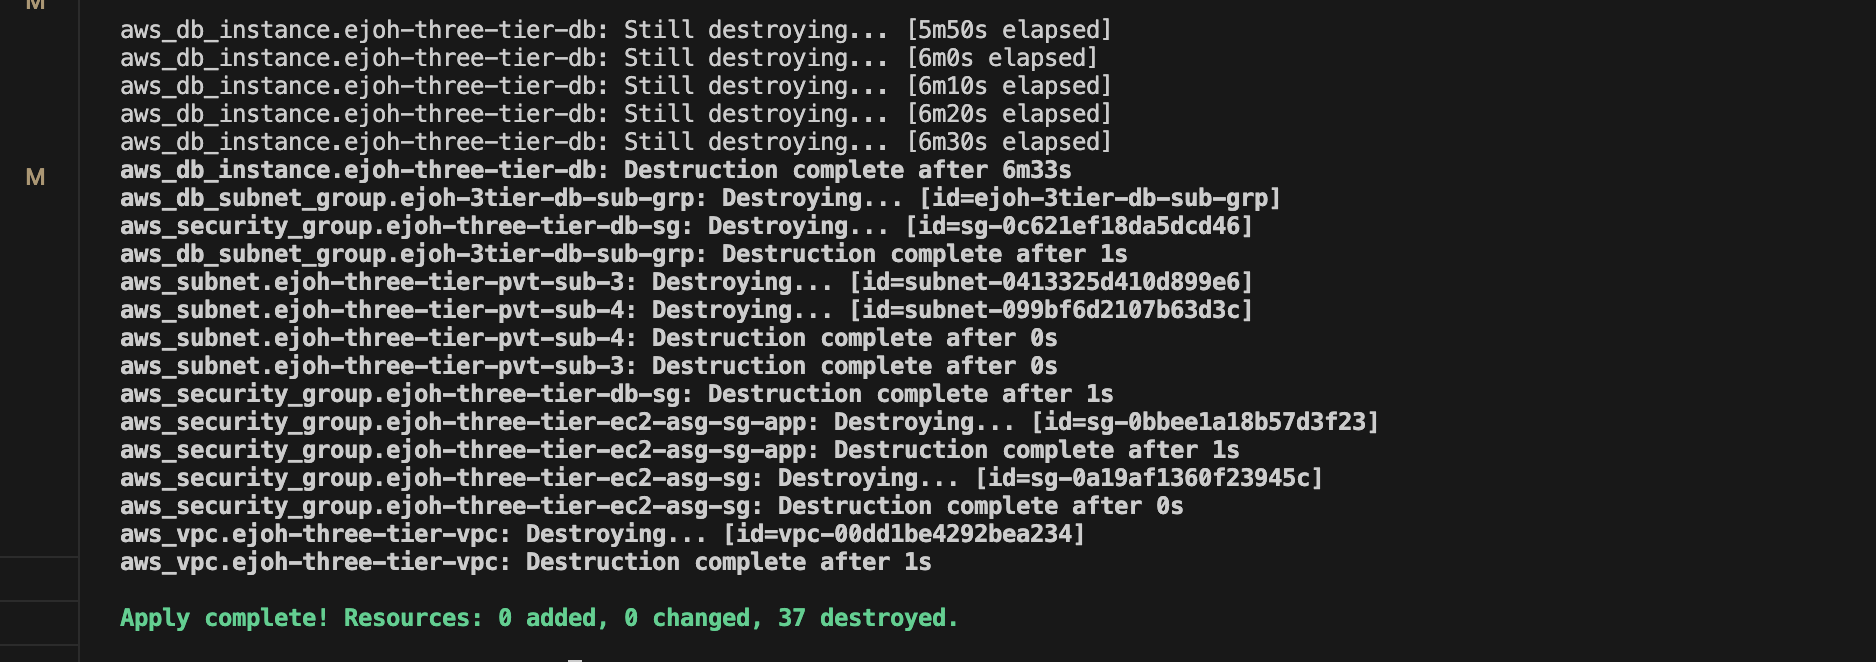 M
aws_db_instance.ejoh-three-tier-db: Still destroying... [5m50s elapsed]
aws_db_instance.ejoh-three-tier-db: Still destroying... [6m0s elapsed]
aws_db_instance.ejoh-three-tier-db: Still destroying... [6m10s elapsed]
aws_db_instance.ejoh-three-tier-db: Still destroying... [6m20s elapsed]
aws_db_instance.ejoh-three-tier-db: Still destroying... [6m30s elapsed]
aws_db_instance.ejoh-three-tier-db: Destruction complete after 6m33s
M
aws_db_subnet_group.ejoh-3tier-db-sub-grp: Destroying... [id=ejoh-3tier-db-sub-grp]
aws_security_group.ejoh-three-tier-db-sg: Destroying... [id=sg-0c621ef18da5dcd46]
aws_db_subnet_group.ejoh-3tier-db-sub-grp: Destruction complete after 1s
aws_subnet.ejoh-three-tier-pvt-sub-3: Destroying... [id=subnet-0413325d410d899e6]
aws_subnet.ejoh-three-tier-pvt-sub-4: Destroying... [id=subnet-099bf6d2107b63d3c]
aws_subnet.ejoh-three-tier-pvt-sub-4: Destruction complete after 0s
aws_subnet.ejoh-three-tier-pvt-sub-3: Destruction complete after 0s
aws_security_group.ejoh-three-tier-db-sg: Destruction complete after 1s
aws_security_group.ejoh-three-tier-ec2-asg-sg-app: Destroying... [id=sg-0bbee1a18b57d3f23]
aws_security_group.ejoh-three-tier-ec2-asg-sg-app: Destruction complete after 1s
aws_security_group.ejoh-three-tier-ec2-asg-sg: Destroying... [id=sg-0a19af1360f23945c]
aws_security_group.ejoh-three-tier-ec2-asg-sg: Destruction complete after 0s
aws_vpc.ejoh-three-tier-vpc: Destroying... [id=vpc-00dd1be4292bea234]
aws_vpc.ejoh-three-tier-vpc: Destruction complete after 1s
Apply complete! Resources: 0 added, 0 changed, 37 destroyed.